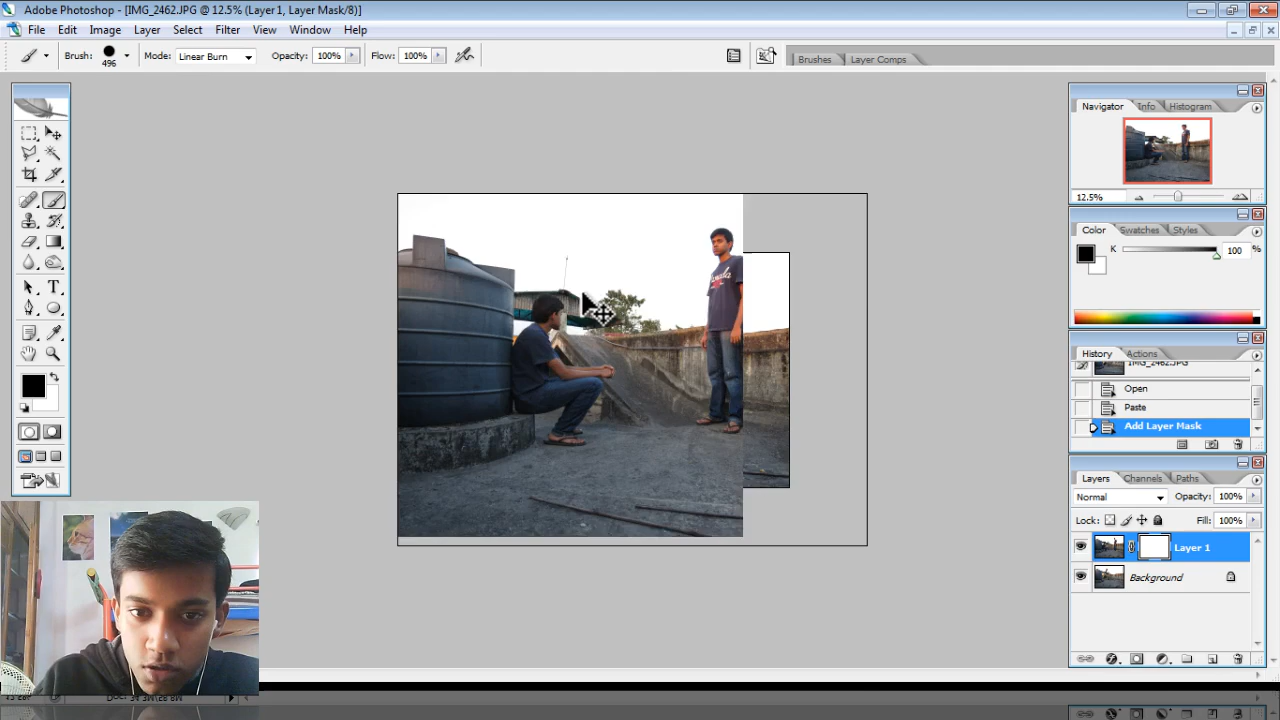 Adobe Photoshop - [IMG_2462.JPG @ 12.5% (Layer 1, Layer Mask/8)]
File Edit Image Layer Select Filter View Window Help
Brush: 496 Mode: Linear Burn Opacity: 100% Flow: 100% Brushes Layer Comps
Navigator Info Histogram
12.5%
Color Swatches Styles
K 100 %
History Actions
IMG_2462.JPG
Open
Paste
Add Layer Mask
Layers Channels Paths
Normal Opacity: 100%
Lock: Fill: 100%
Layer 1
Background